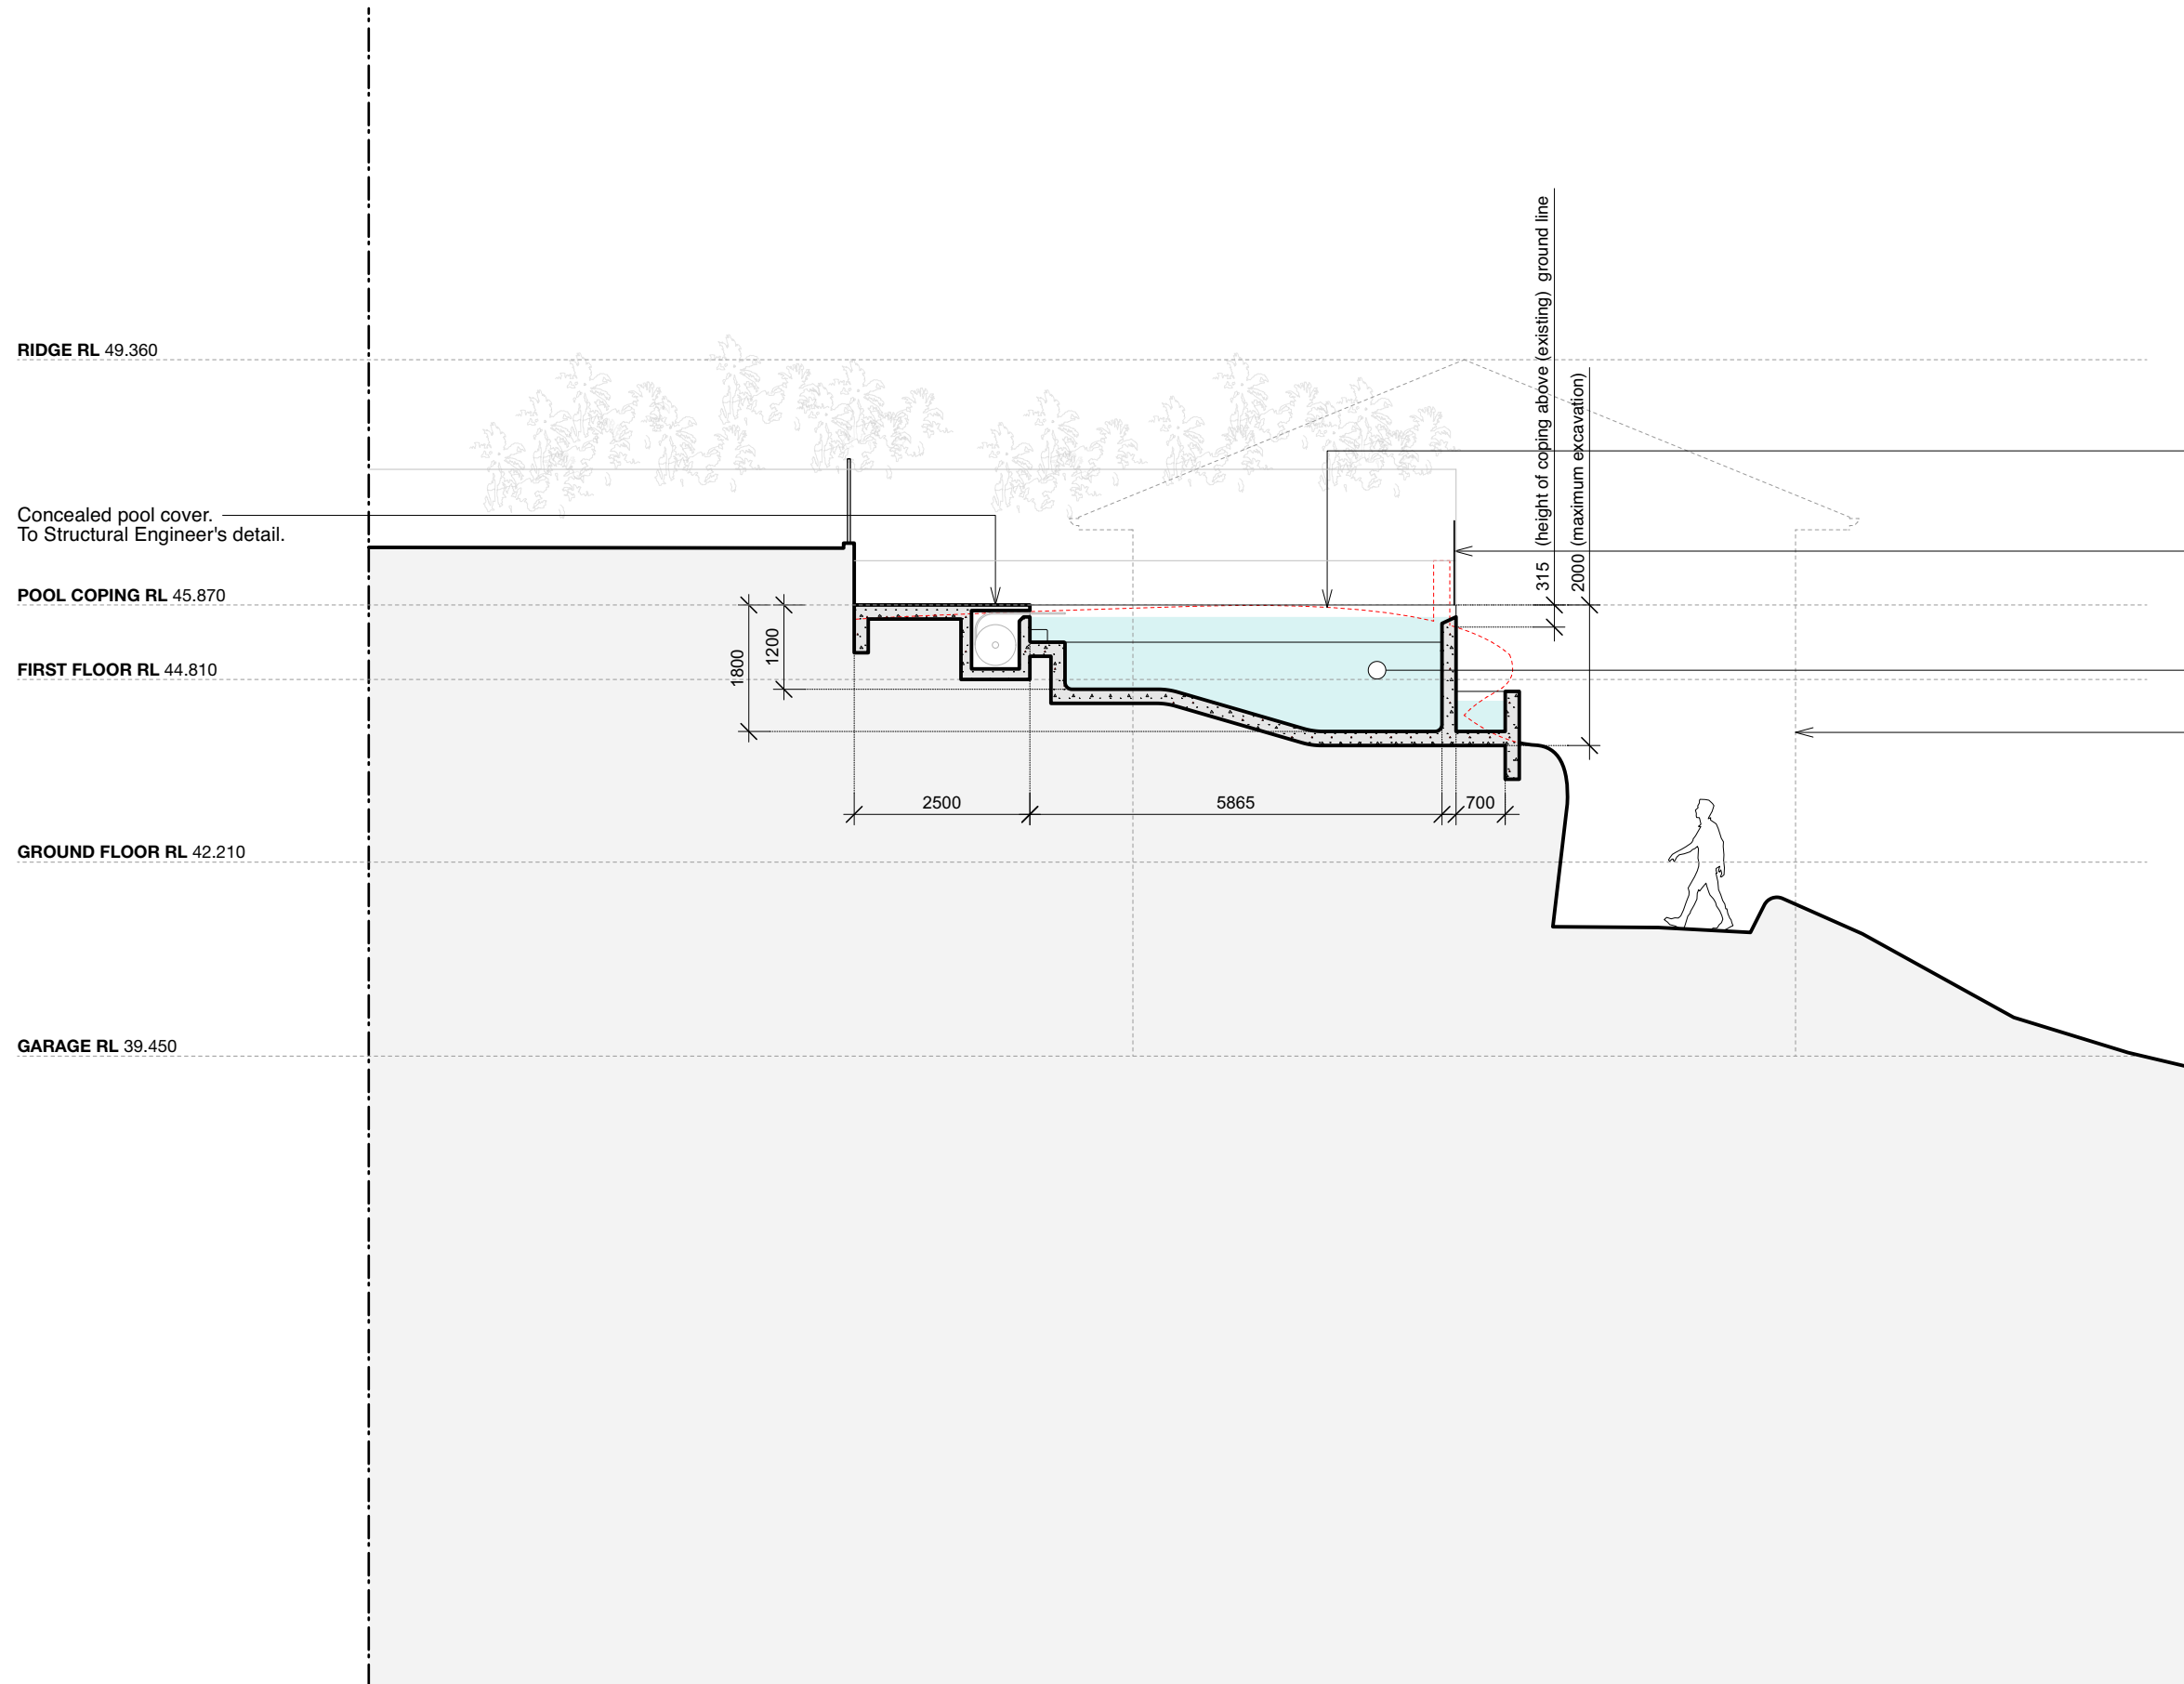 RIDGE RL 49.360
315 (height of coping above (existing) ground line
2000 (maximum excavation)
Concealed pool cover.
To Structural Engineer's detail.
POOL COPING RL 45.870
1800
1200
FIRST FLOOR RL 44.810
2500
5865
700
GROUND FLOOR RL 42.210
GARAGE RL 39.450